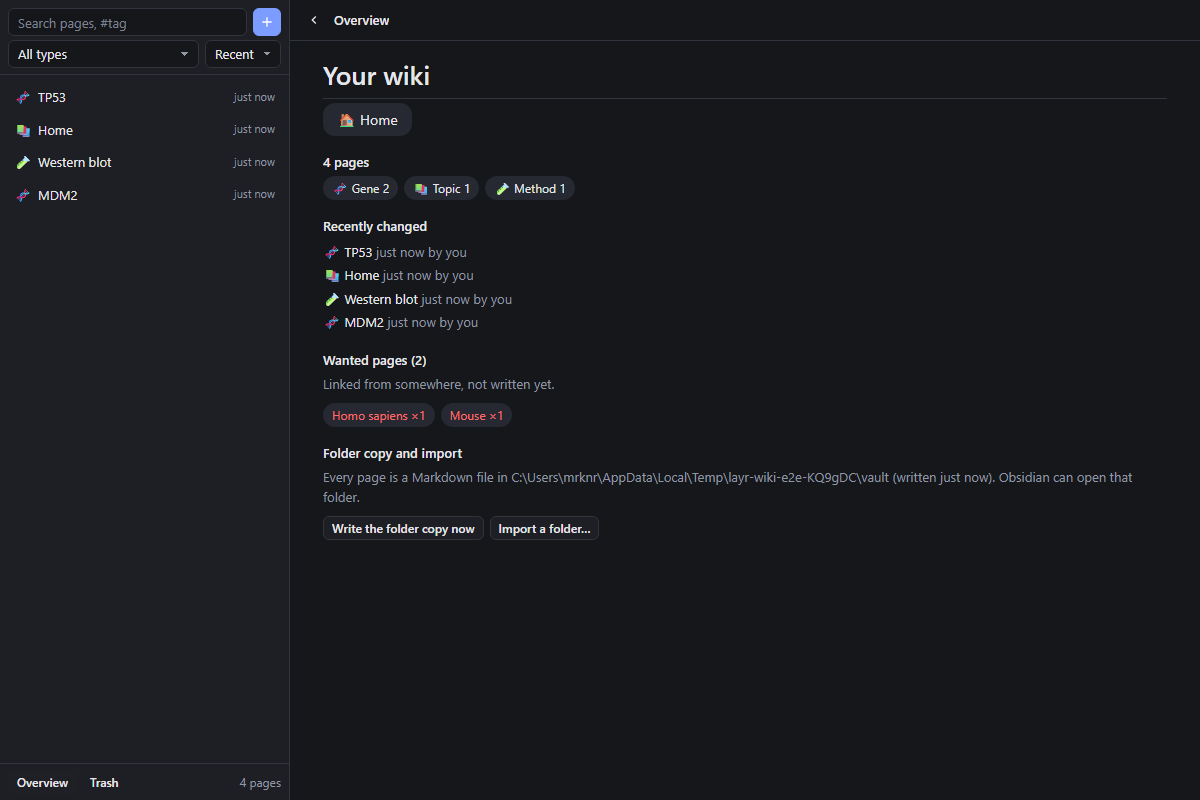 Search pages, #tag
+
All types
Recent
TP53 just now
Home just now
Western blot just now
MDM2 just now
Overview
Trash
4 pages
Overview
Your wiki
Home
4 pages
Gene 2
Topic 1
Method 1
Recently changed
TP53 just now by you
Home just now by you
Western blot just now by you
MDM2 just now by you
Wanted pages (2)
Linked from somewhere, not written yet.
Homo sapiens ×1
Mouse ×1
Folder copy and import
Every page is a Markdown file in C:\Users\mrknr\AppData\Local\Temp\layr-wiki-e2e-KQ9gDC\vault (written just now). Obsidian can open that
folder.
Write the folder copy now
Import a folder...